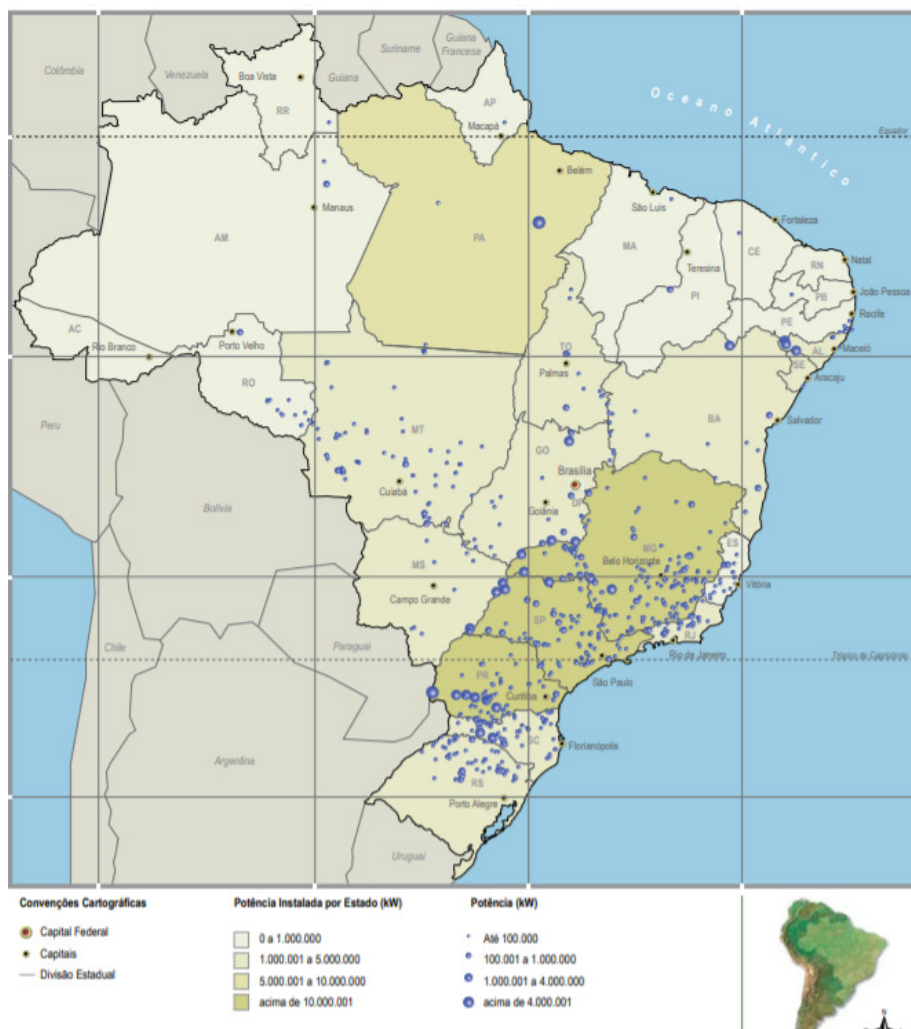 Colômbia
Venezuela
Guiana
Suriname
Guiana
Francesa
Boa Vista
RR
AP
Macapá
Oceano Atlântico
Equador
Belém
São Luis
Fortaleza
Manaus
AM
PA
MA
Teresina
CE
RN
Natal
PB
João Pessoa
PI
Recife
PE
AC
Rio Branco
Porto Velho
TO
AL
Maceió
SE
Aracaju
RO
Palmas
Peru
MT
BA
Salvador
GO
Brasília
Cuiabá
DF
Goiânia
Bolívia
MG
ES
MS
Belo Horizonte
Vitória
Campo Grande
SP
RJ
Rio de Janeiro
Chile
Paraguai
Trópico de Capricórnio
PR
São Paulo
Curitiba
SC
Florianópolis
Argentina
RS
Porto Alegre
Uruguai
Convenções Cartográficas
Capital Federal
Capitais
Divisão Estadual
Potência Instalada por Estado (kW)
0 a 1.000.000
1.000.001 a 5.000.000
5.000.001 a 10.000.000
acima de 10.000.001
Potência (kW)
Até 100.000
100.001 a 1.000.000
1.000.001 a 4.000.000
acima de 4.000.001